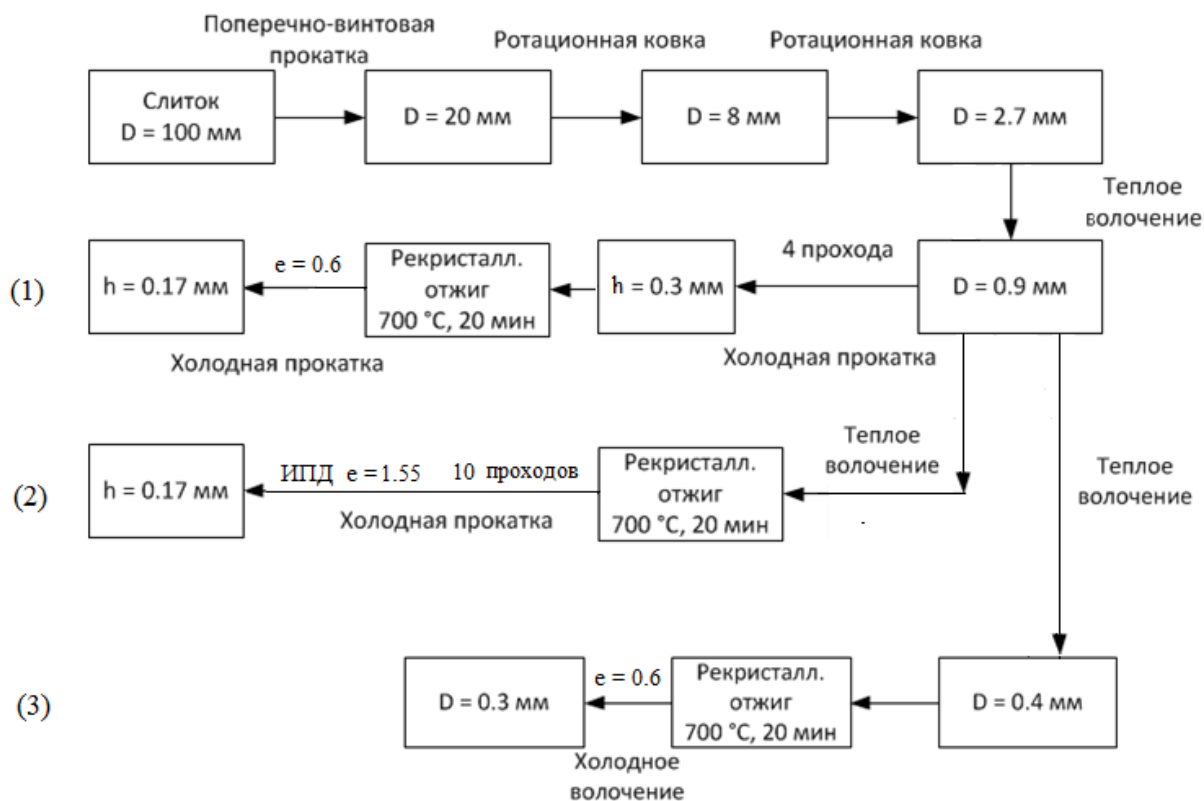 Поперечно-винтовая
прокатка
Ротационная ковка
Ротационная ковка
Слиток
D = 100 мм
D = 20 мм
D = 8 мм
D = 2.7 мм
Теплое
волочение
(1)
h = 0.17 мм
e = 0.6
Рекристалл.
отжиг
700 °C, 20 мин
h = 0.3 мм
4 прохода
D = 0.9 мм
Холодная прокатка
Холодная прокатка
(2)
h = 0.17 мм
ИПД e = 1.55 10 проходов
Холодная прокатка
Рекристалл.
отжиг
700 °C, 20 мин
Теплое
волочение
Теплое
волочение
(3)
D = 0.3 мм
e = 0.6
Рекристалл.
отжиг
700 °C, 20 мин
D = 0.4 мм
Холодное
волочение